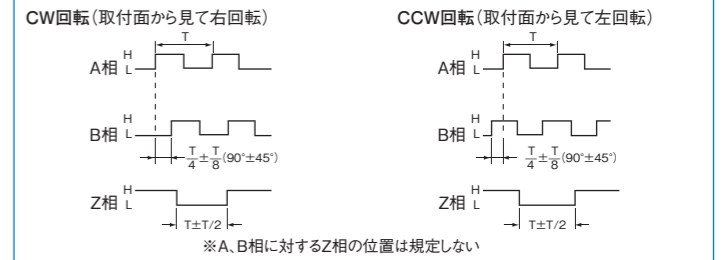 CW回転(取付面から見て右回転)
T
A相 H L
B相 H L
T/4±T/8(90°±45°)
Z相 H L
T±T/2
CCW回転(取付面から見て左回転)
T
A相 H L
B相 H L
T/4±T/8(90°±45°)
Z相 H L
T±T/2
※A、B相に対するZ相の位置は規定しない